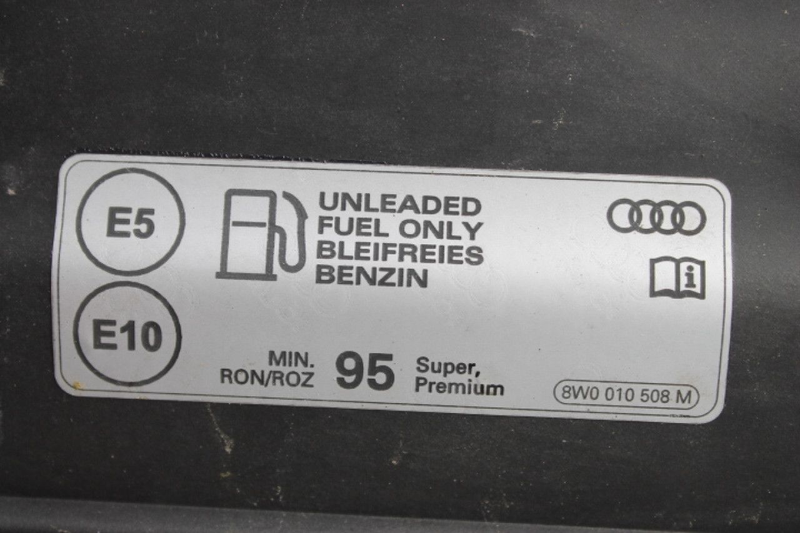 E5
E10
UNLEADED
FUEL ONLY
BLEIFREIES
BENZIN
MIN.
RON/ROZ
95
Super,
Premium
i
8W0 010 508 M